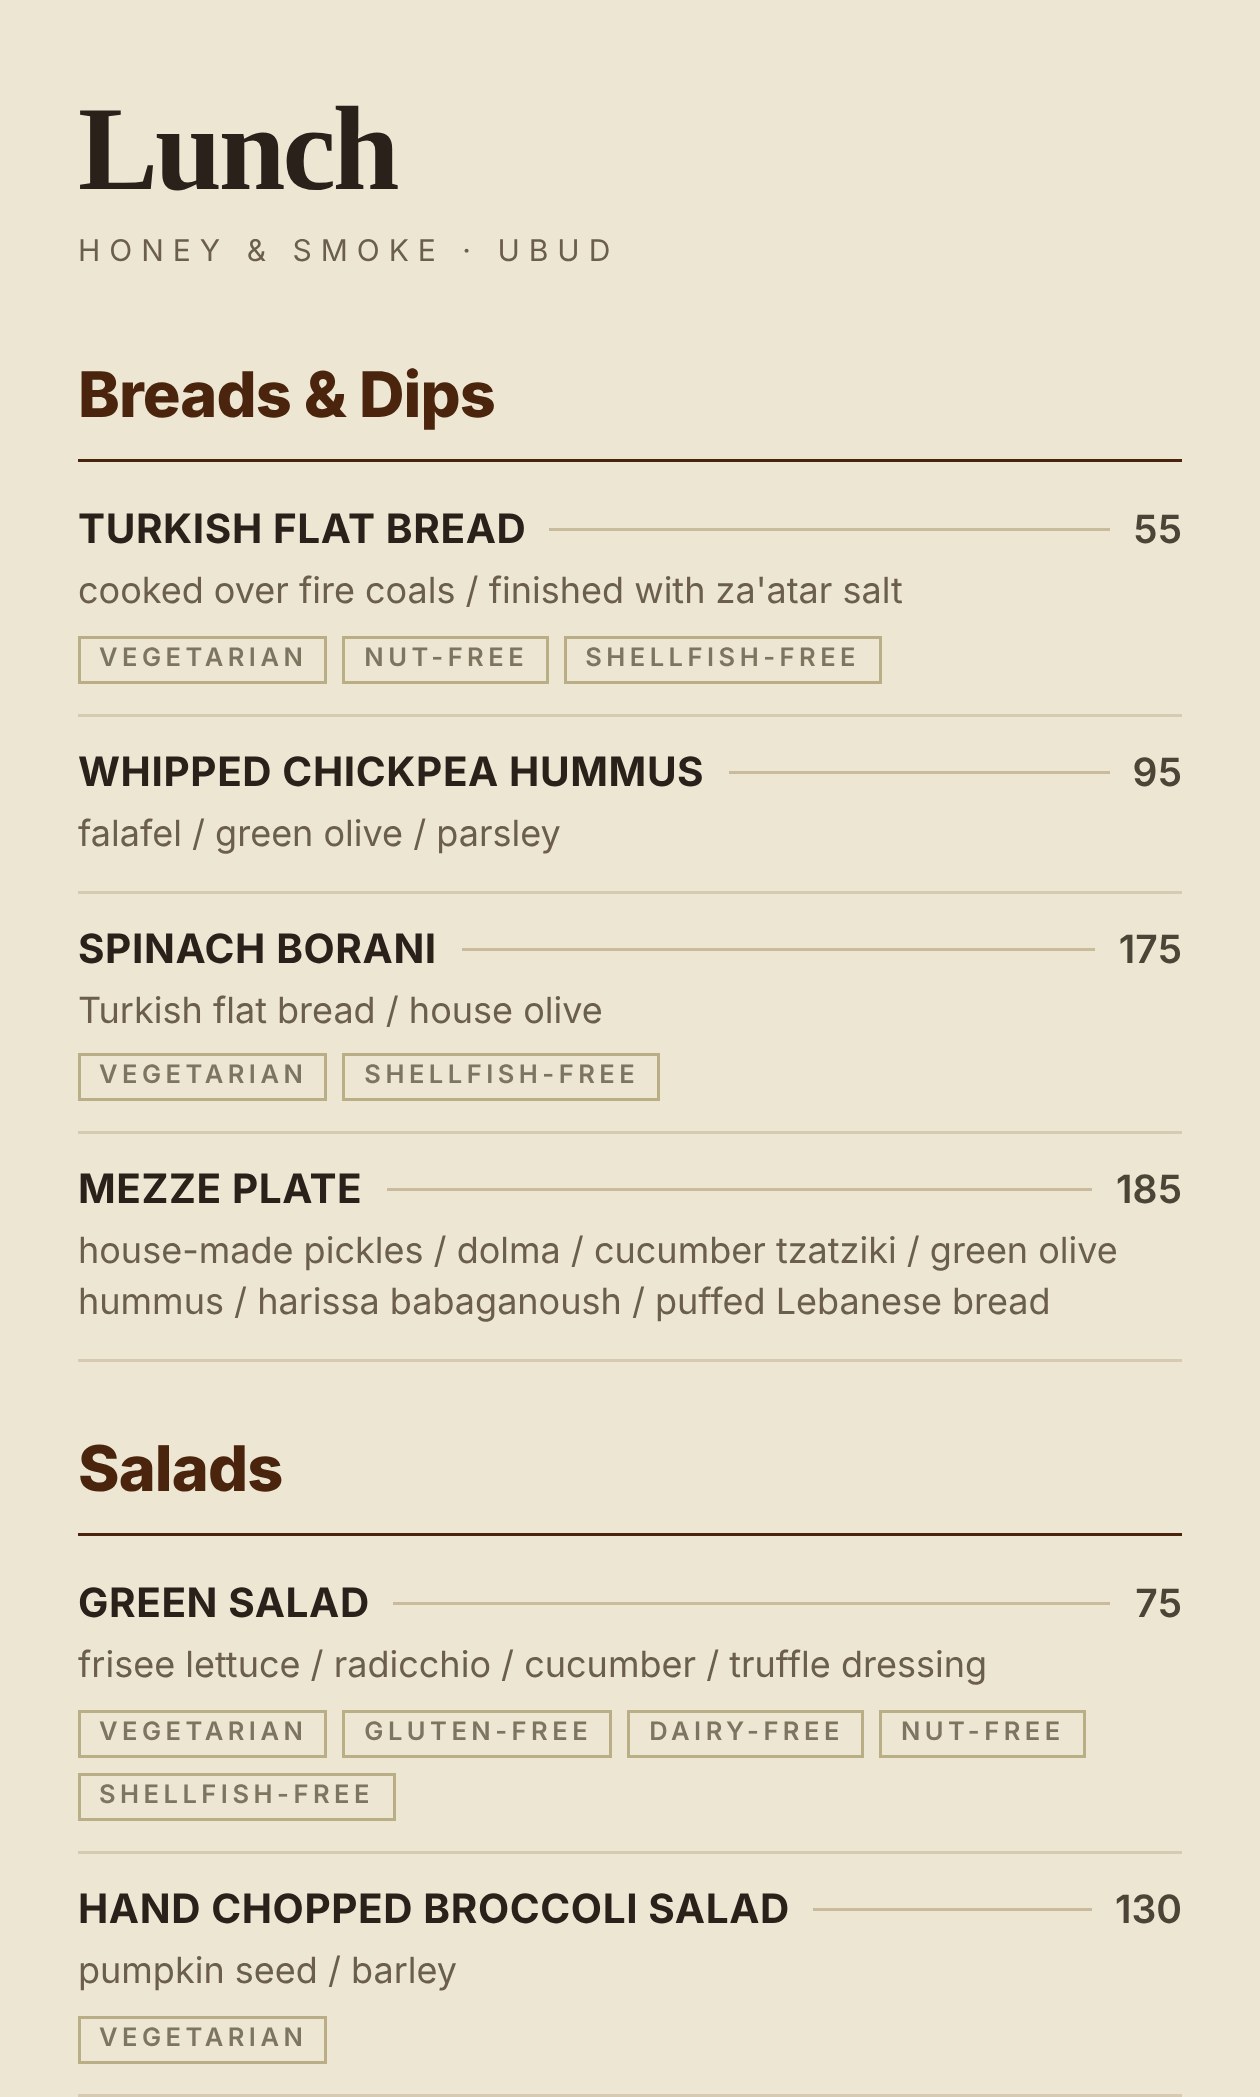 Lunch
HONEY & SMOKE · UBUD
Breads & Dips
TURKISH FLAT BREAD 55
cooked over fire coals / finished with za'atar salt
VEGETARIAN NUT-FREE SHELLFISH-FREE
WHIPPED CHICKPEA HUMMUS 95
falafel / green olive / parsley
SPINACH BORANI 175
Turkish flat bread / house olive
VEGETARIAN SHELLFISH-FREE
MEZZE PLATE 185
house-made pickles / dolma / cucumber tzatziki / green olive
hummus / harissa babaganoush / puffed Lebanese bread
Salads
GREEN SALAD 75
frisee lettuce / radicchio / cucumber / truffle dressing
VEGETARIAN GLUTEN-FREE DAIRY-FREE NUT-FREE
SHELLFISH-FREE
HAND CHOPPED BROCCOLI SALAD 130
pumpkin seed / barley
VEGETARIAN